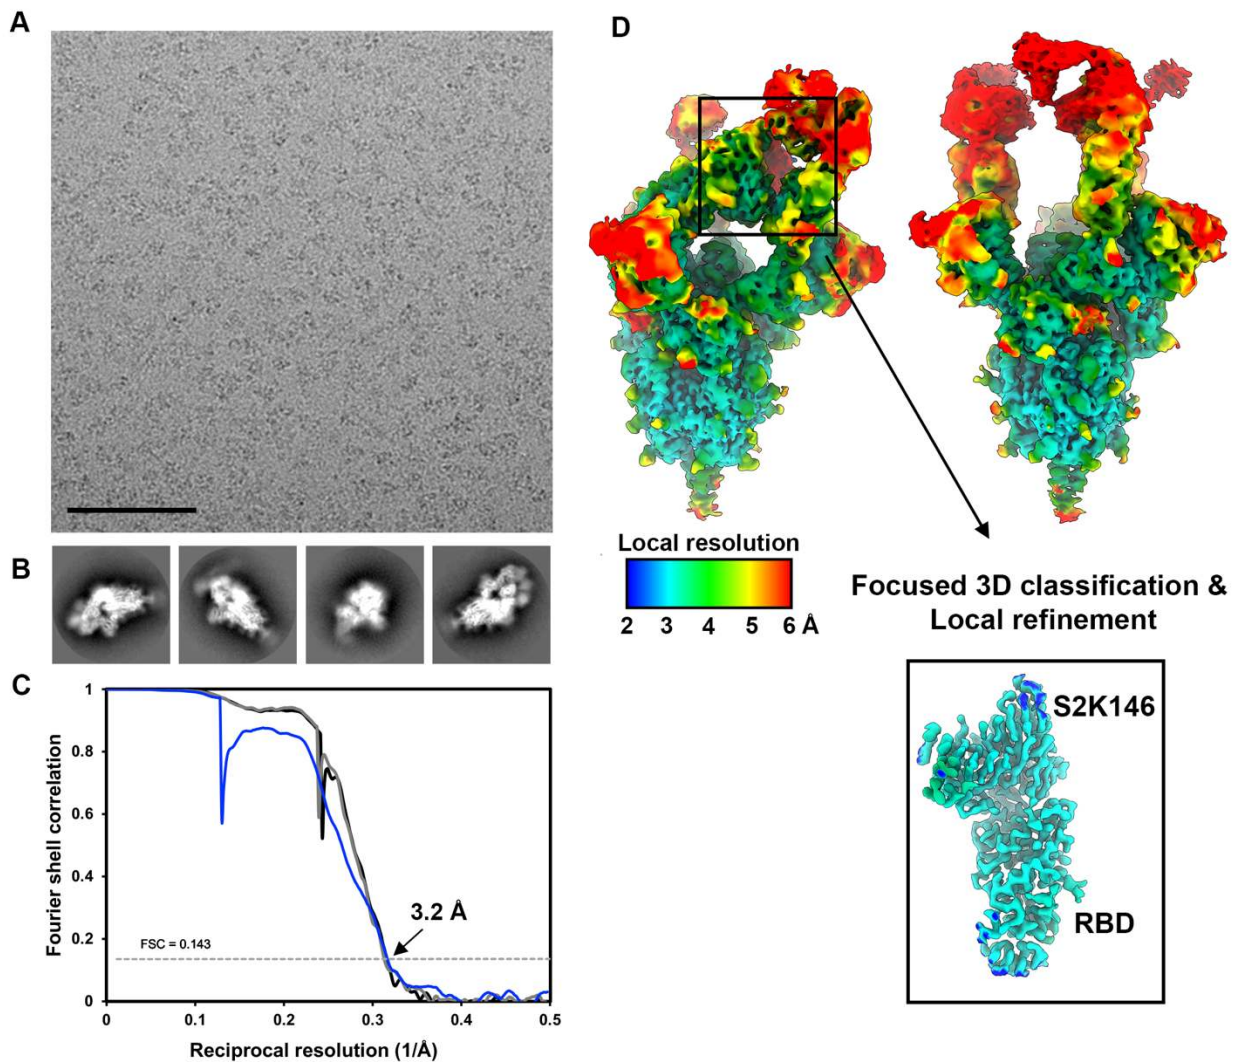 A
D
B
Local resolution
2 3 4 5 6 Å
Focused 3D classification &
Local refinement
S2K146
RBD
C
Fourier shell correlation
1
0.8
0.6
0.4
0.2
0
FSC = 0.143
3.2 Å
0 0.1 0.2 0.3 0.4 0.5
Reciprocal resolution (1/Å)